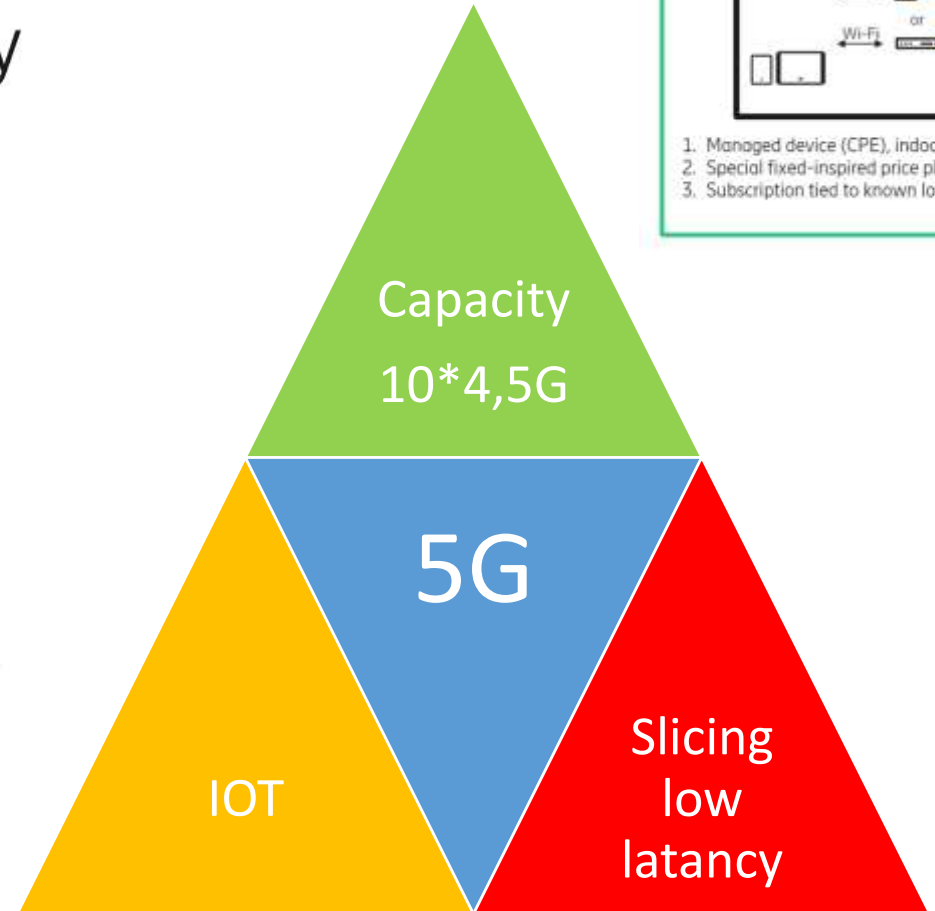 y
or
Wi-Fi
1. Managed device (CPE), indoo
2. Special fixed-inspired price pl
3. Subscription tied to known lo
Capacity
10*4,5G
5G
IOT
Slicing
low
latancy